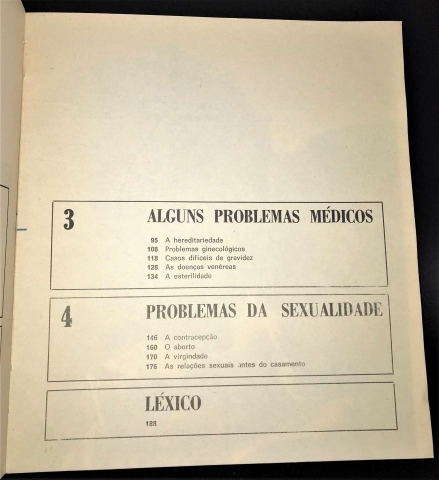 3
ALGUNS PROBLEMAS MÉDICOS
95 A hereditariedade
108 Problemas ginecológicos
118 Casos difíceis de gravidez
128 As doenças venéreas
134 A esterilidade
4
PROBLEMAS DA SEXUALIDADE
146 A contracepção
160 O aborto
170 A virgindade
176 As relações sexuais antes do casamento
LÉXICO
188